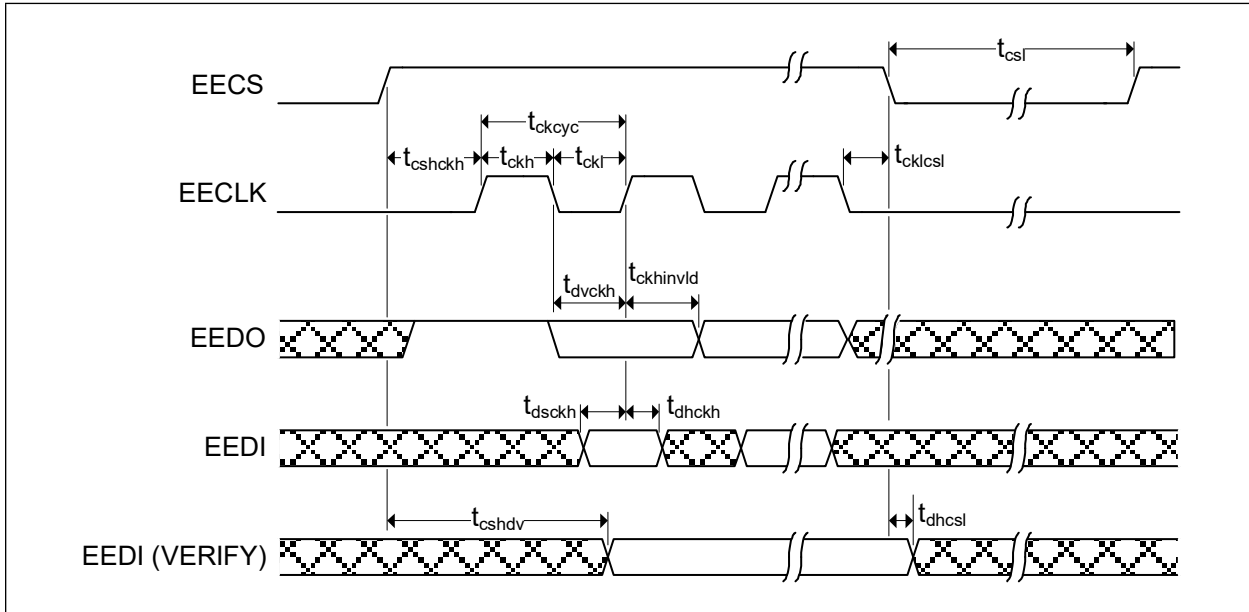 EECS
t_csl
t_ckcyc
t_cshckh
t_ckh
t_ckl
t_cklcsl
EECLK
t_dvckh
t_ckhinvld
EEDO
t_dsckh
t_dhckh
EEDI
t_cshdv
t_dhcsl
EEDI (VERIFY)